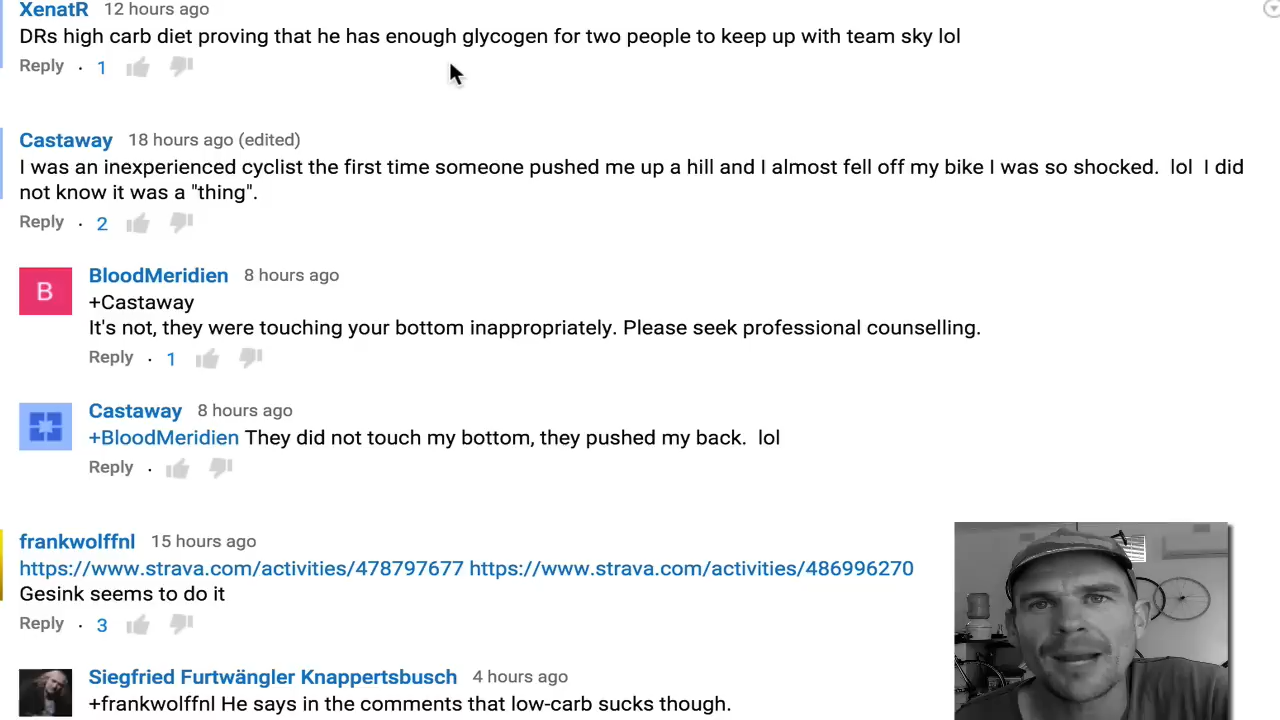 XenatR 12 hours ago
DRs high carb diet proving that he has enough glycogen for two people to keep up with team sky lol
Reply · 1
Castaway 18 hours ago (edited)
I was an inexperienced cyclist the first time someone pushed me up a hill and I almost fell off my bike I was so shocked.  lol  I did
not know it was a "thing".
Reply · 2
B
BloodMeridien 8 hours ago
+Castaway
It's not, they were touching your bottom inappropriately. Please seek professional counselling.
Reply · 1
Castaway 8 hours ago
+BloodMeridien They did not touch my bottom, they pushed my back.  lol
Reply ·
frankwolffnl 15 hours ago
https://www.strava.com/activities/478797677 https://www.strava.com/activities/486996270
Gesink seems to do it
Reply · 3
Siegfried Furtwängler Knappertsbusch 4 hours ago
+frankwolffnl He says in the comments that low-carb sucks though.